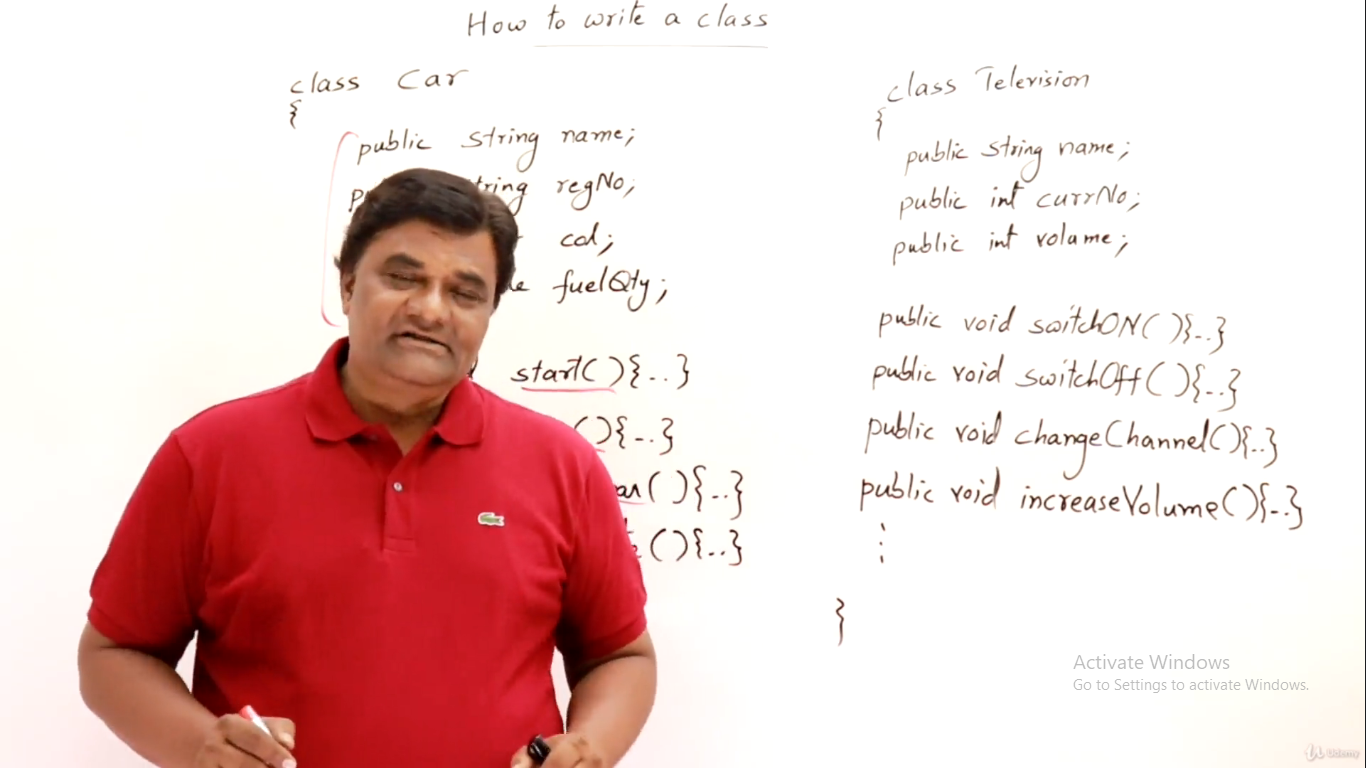 How to write a class
class Car
{
public string name;
string regNo;
col;
fuelQty;
start(){...}
(){...}
(){...}
(){...}
class Television
{
public string name;
public int currNo;
public int volume;
public void switchON(){...}
public void switchOff(){...}
public void changeChannel(){...}
public void increaseVolume(){...}
}
Activate Windows
Go to Settings to activate Windows.
Udemy